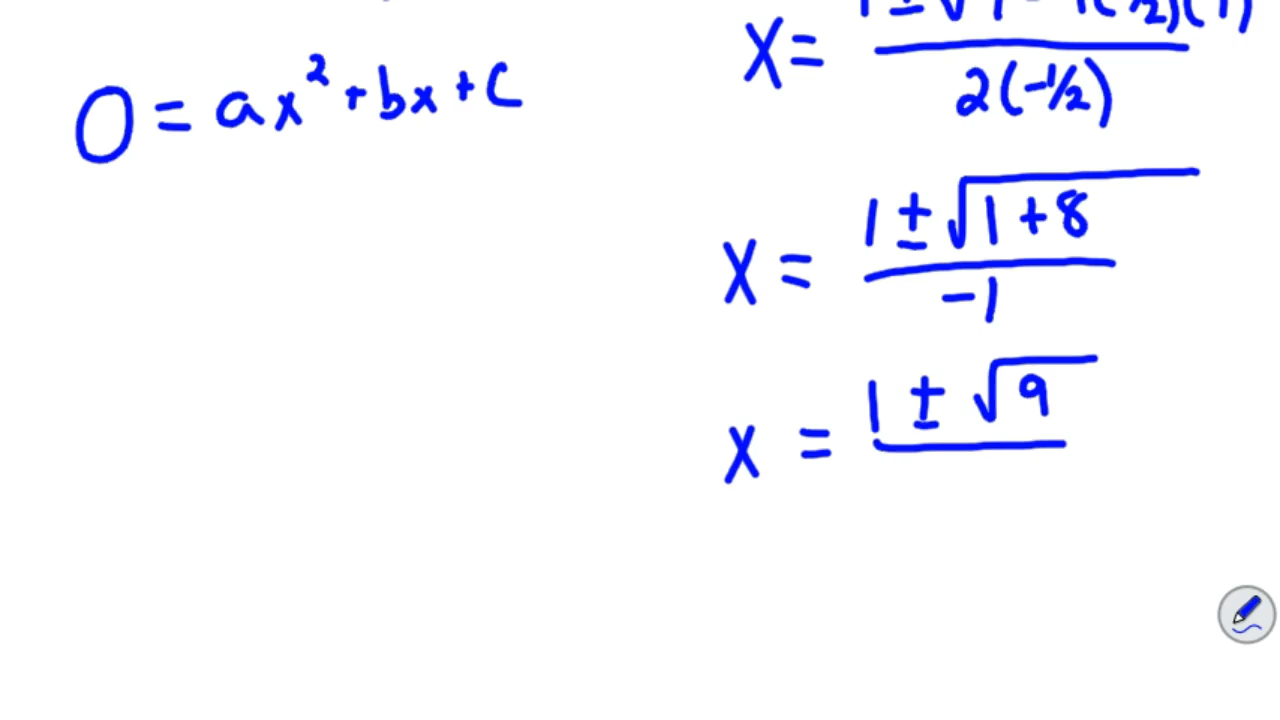 0 = ax² + bx + c
x =
2(-1/2)
x = 1 ± √1 + 8
-1
x = 1 ± √9